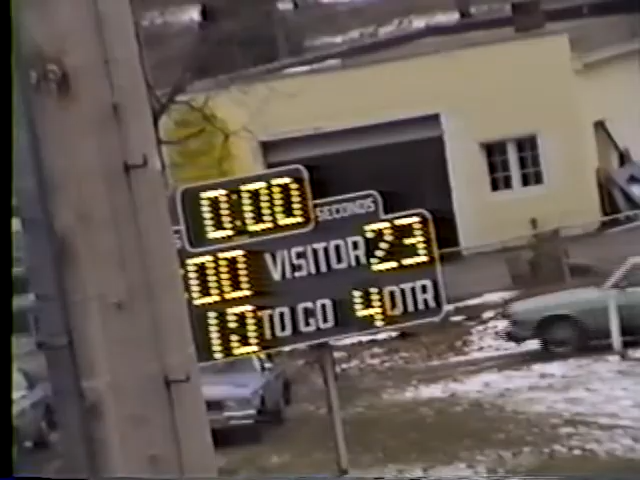 0:00 SECONDS
00 VISITOR 23
10 TO GO 4 QTR